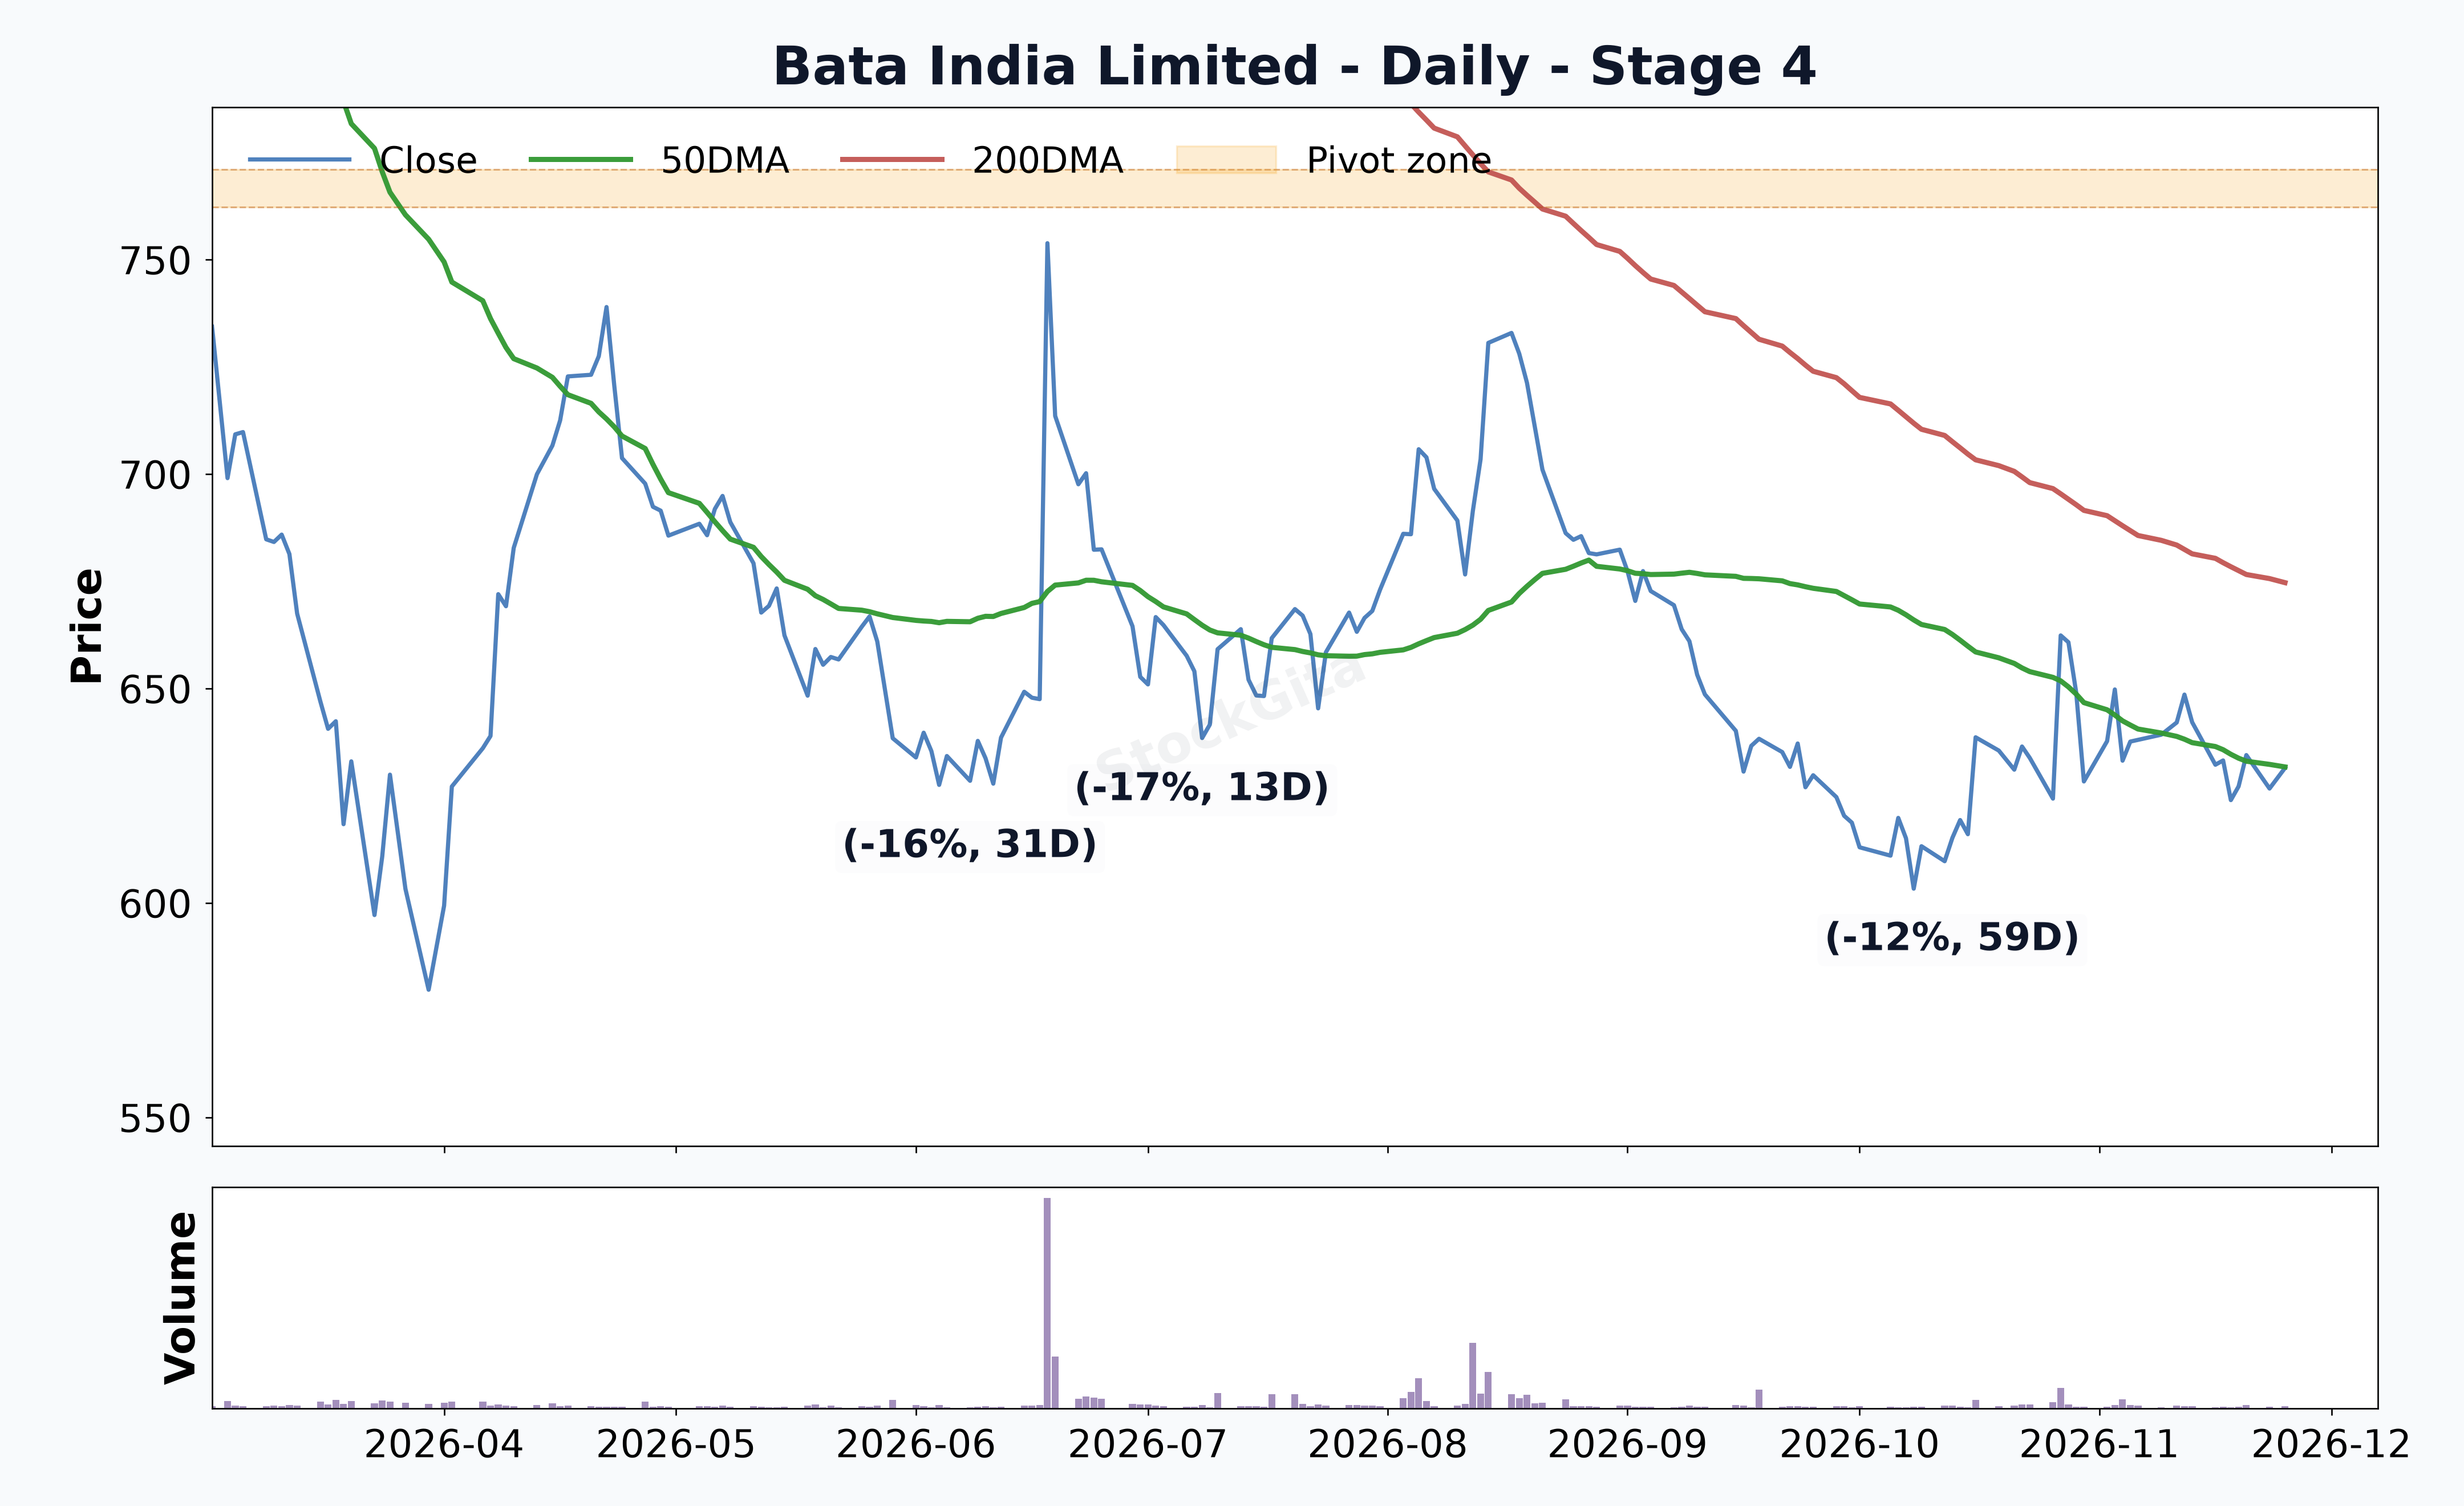 Bata India Limited - Daily - Stage 4
Close 50DMA 200DMA Pivot zone
Price
750
700
650
600
550
StockGita
(-17%, 13D)
(-16%, 31D)
(-12%, 59D)
Volume
2026-04 2026-05 2026-06 2026-07 2026-08 2026-09 2026-10 2026-11 2026-12